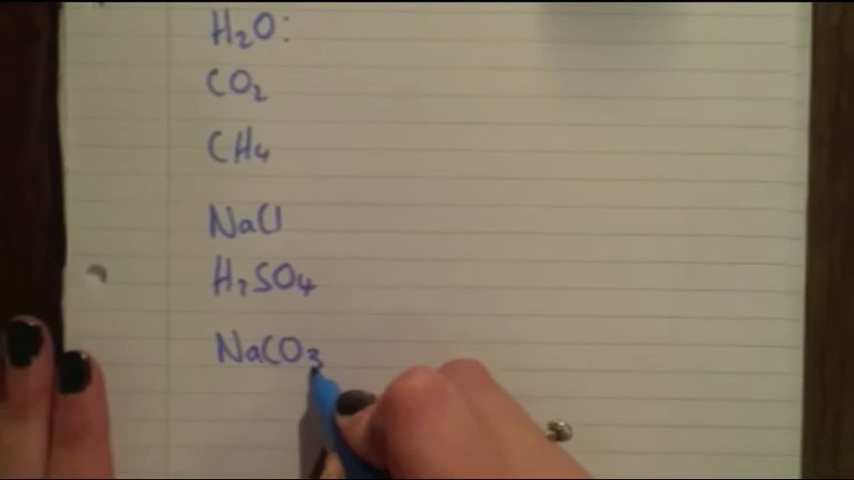 H₂O:
CO₂
CH₄
NaCl
H₂SO₄
NaCO₃